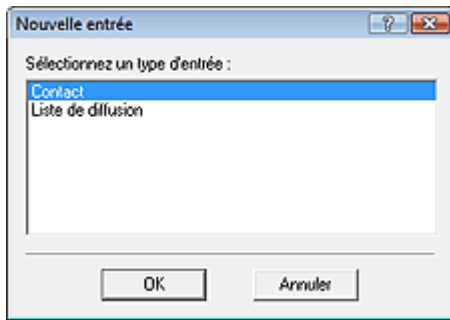 Nouvelle entrée
Sélectionnez un type d'entrée :
Contact
Liste de diffusion
OK
Annuler